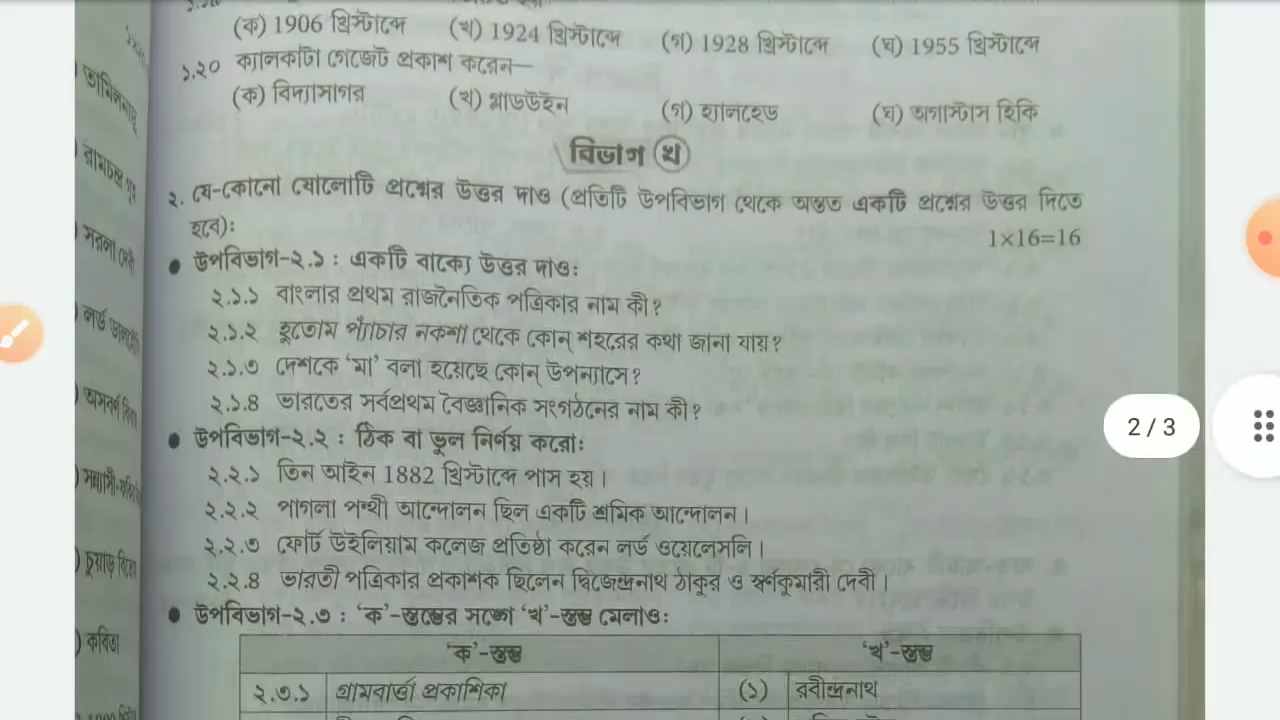 (ক) 1906 খ্রিস্টাব্দে (খ) 1924 খ্রিস্টাব্দে (গ) 1928 খ্রিস্টাব্দে (ঘ) 1955 খ্রিস্টাব্দে
১.২০ ক্যালকাটা গেজেট প্রকাশ করেন—
(ক) বিদ্যাসাগর (খ) গ্লাডউইন (গ) হ্যালহেড (ঘ) অগাস্টাস হিকি
বিভাগ খ
২. যে-কোনো ষোলোটি প্রশ্নের উত্তর দাও (প্রতিটি উপবিভাগ থেকে অন্তত একটি প্রশ্নের উত্তর দিতে
হবে): 1×16=16
● উপবিভাগ-২.১ : একটি বাক্যে উত্তর দাও:
২.১.১ বাংলার প্রথম রাজনৈতিক পত্রিকার নাম কী?
২.১.২ হুতোম প্যাঁচার নকশা থেকে কোন্ শহরের কথা জানা যায়?
২.১.৩ দেশকে ‘মা’ বলা হয়েছে কোন্ উপন্যাসে?
২.১.৪ ভারতের সর্বপ্রথম বৈজ্ঞানিক সংগঠনের নাম কী?
● উপবিভাগ-২.২ : ঠিক বা ভুল নির্ণয় করো:
২.২.১ তিন আইন 1882 খ্রিস্টাব্দে পাস হয়।
২.২.২ পাগলা পন্থী আন্দোলন ছিল একটি শ্রমিক আন্দোলন।
২.২.৩ ফোর্ট উইলিয়াম কলেজ প্রতিষ্ঠা করেন লর্ড ওয়েলেসলি।
২.২.৪ ভারতী পত্রিকার প্রকাশক ছিলেন দ্বিজেন্দ্রনাথ ঠাকুর ও স্বর্ণকুমারী দেবী।
● উপবিভাগ-২.৩ : ‘ক’-স্তম্ভের সঙ্গে ‘খ’-স্তম্ভ মেলাও:
‘ক’-স্তম্ভ ‘খ’-স্তম্ভ
২.৩.১ গ্রামবার্ত্তা প্রকাশিকা (১) রবীন্দ্রনাথ
) তামিলনাড়ু
) সরলা দেবী
) কবিতা
2 / 3